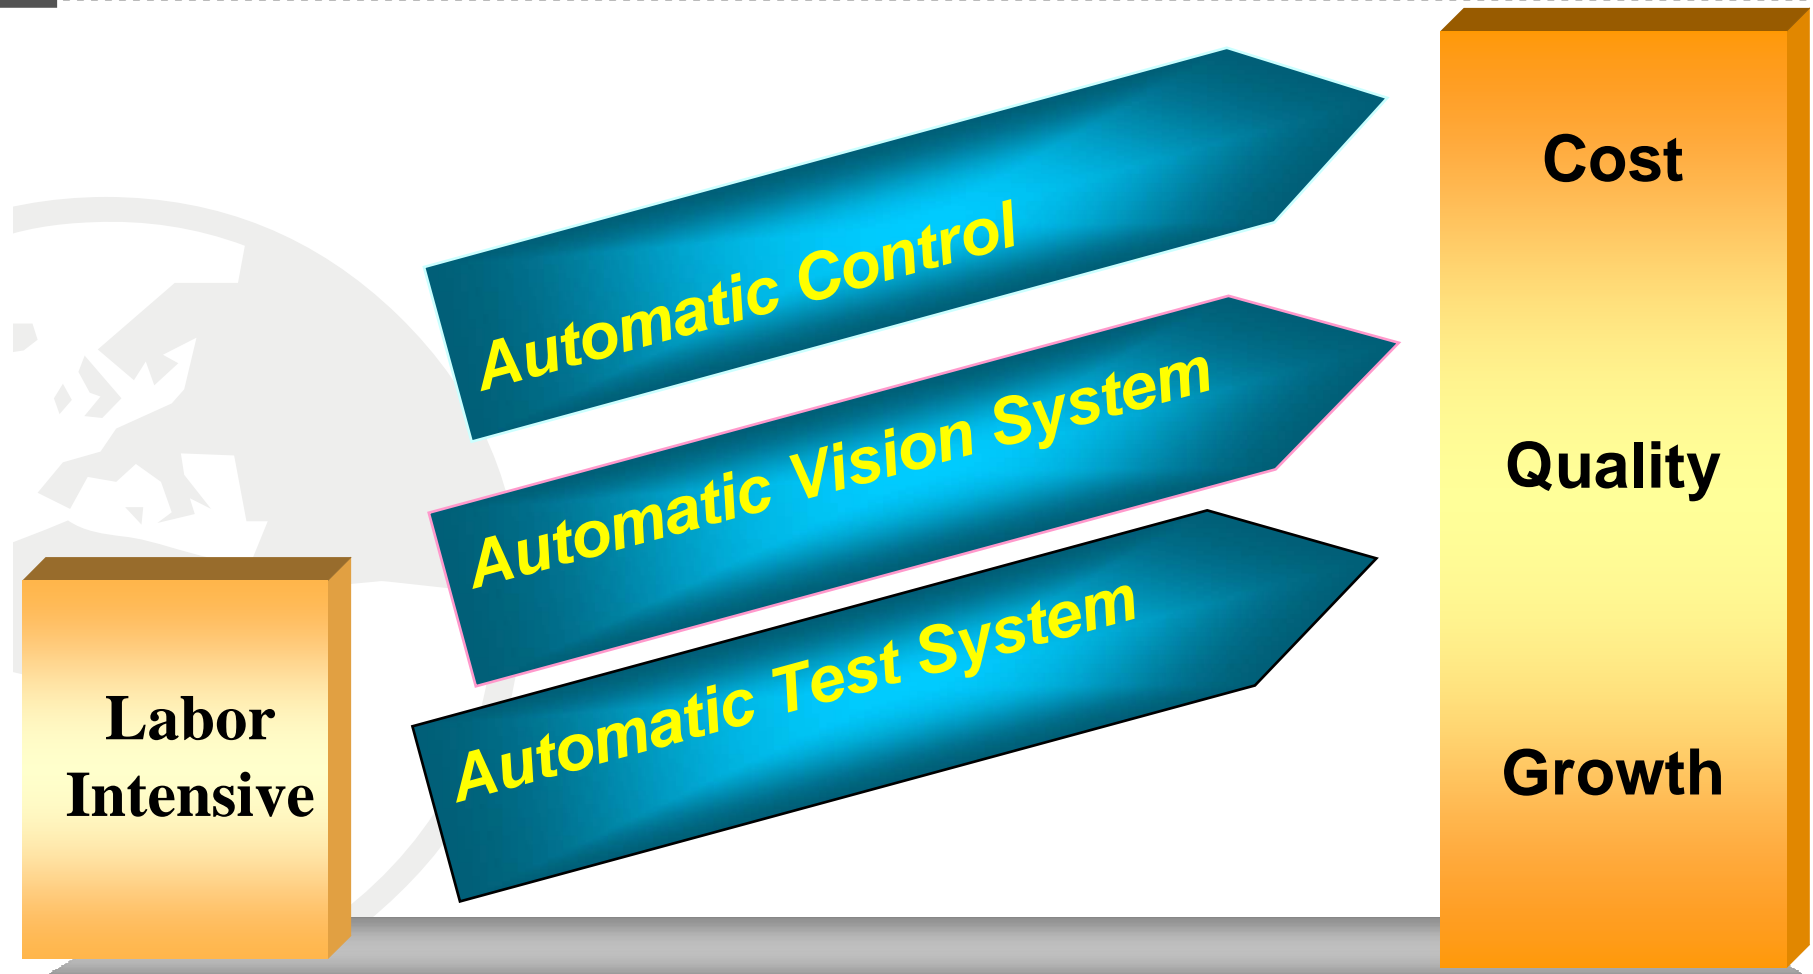 Labor
Intensive
Automatic Control
Automatic Vision System
Automatic Test System
Cost
Quality
Growth